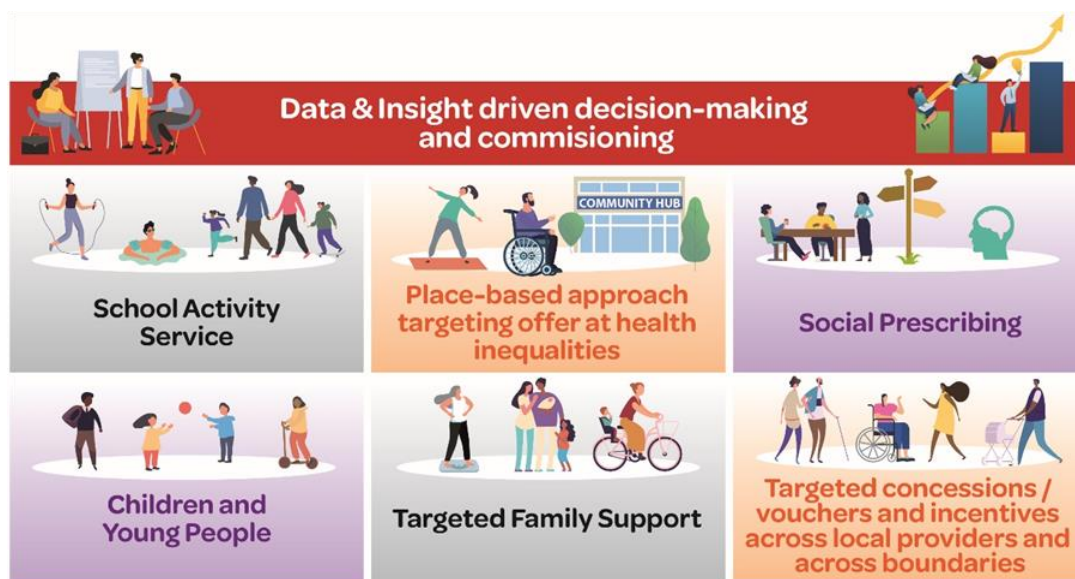 Data & Insight driven decision-making
and commisioning
School Activity
Service
COMMUNITY HUB
Place-based approach
targeting offer at health
inequalities
Social Prescribing
Children and
Young People
Targeted Family Support
Targeted concessions /
vouchers and incentives
across local providers and
across boundaries